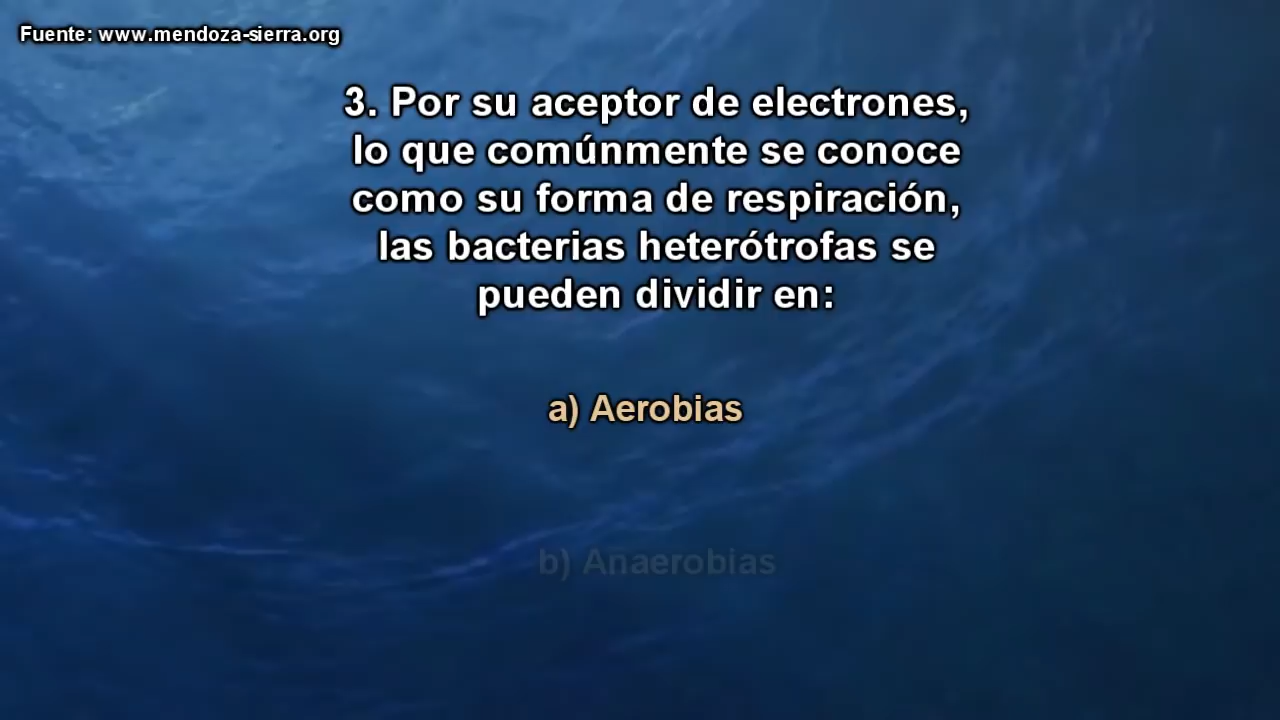 Fuente: www.mendoza-sierra.org
3. Por su aceptor de electrones,
lo que comúnmente se conoce
como su forma de respiración,
las bacterias heterótrofas se
pueden dividir en:
a) Aerobias
b) Anaerobias